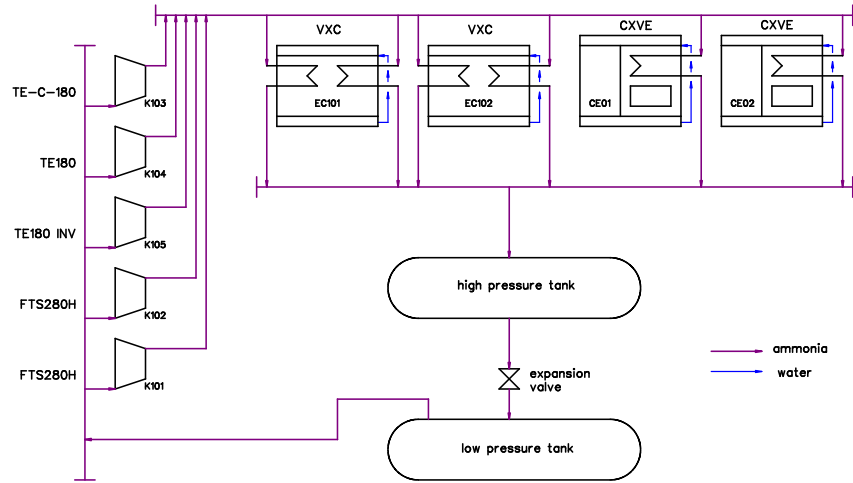 VXC
VXC
CXVE
CXVE
TE-C-180
K103
EC101
EC102
CE01
CE02
TE180
K104
TE180 INV
K105
FTS280H
K102
high pressure tank
FTS280H
K101
ammonia
water
expansion
valve
low pressure tank